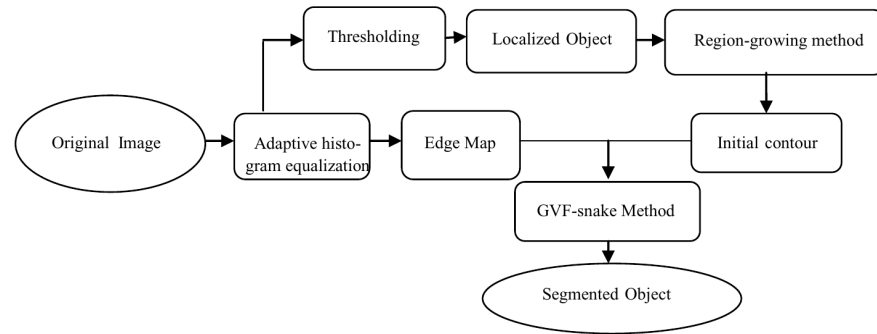 Thresholding
Localized Object
Region-growing method
Original Image
Adaptive histo-
gram equalization
Edge Map
Initial contour
GVF-snake Method
Segmented Object